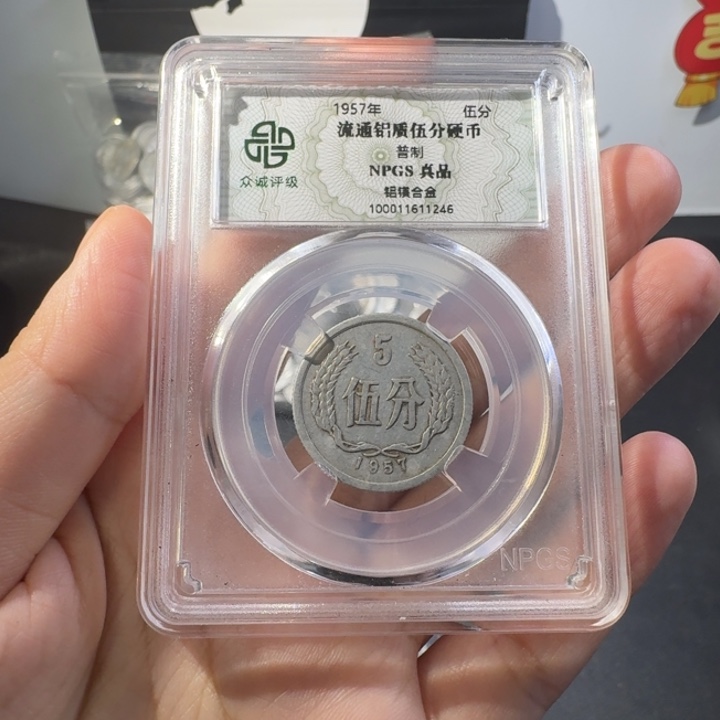 1957年 伍分
流通铝质伍分硬币
普制
NPGS 真品
铝镁合金
100011611246
众诚评级
5
伍分
1957
NPGS